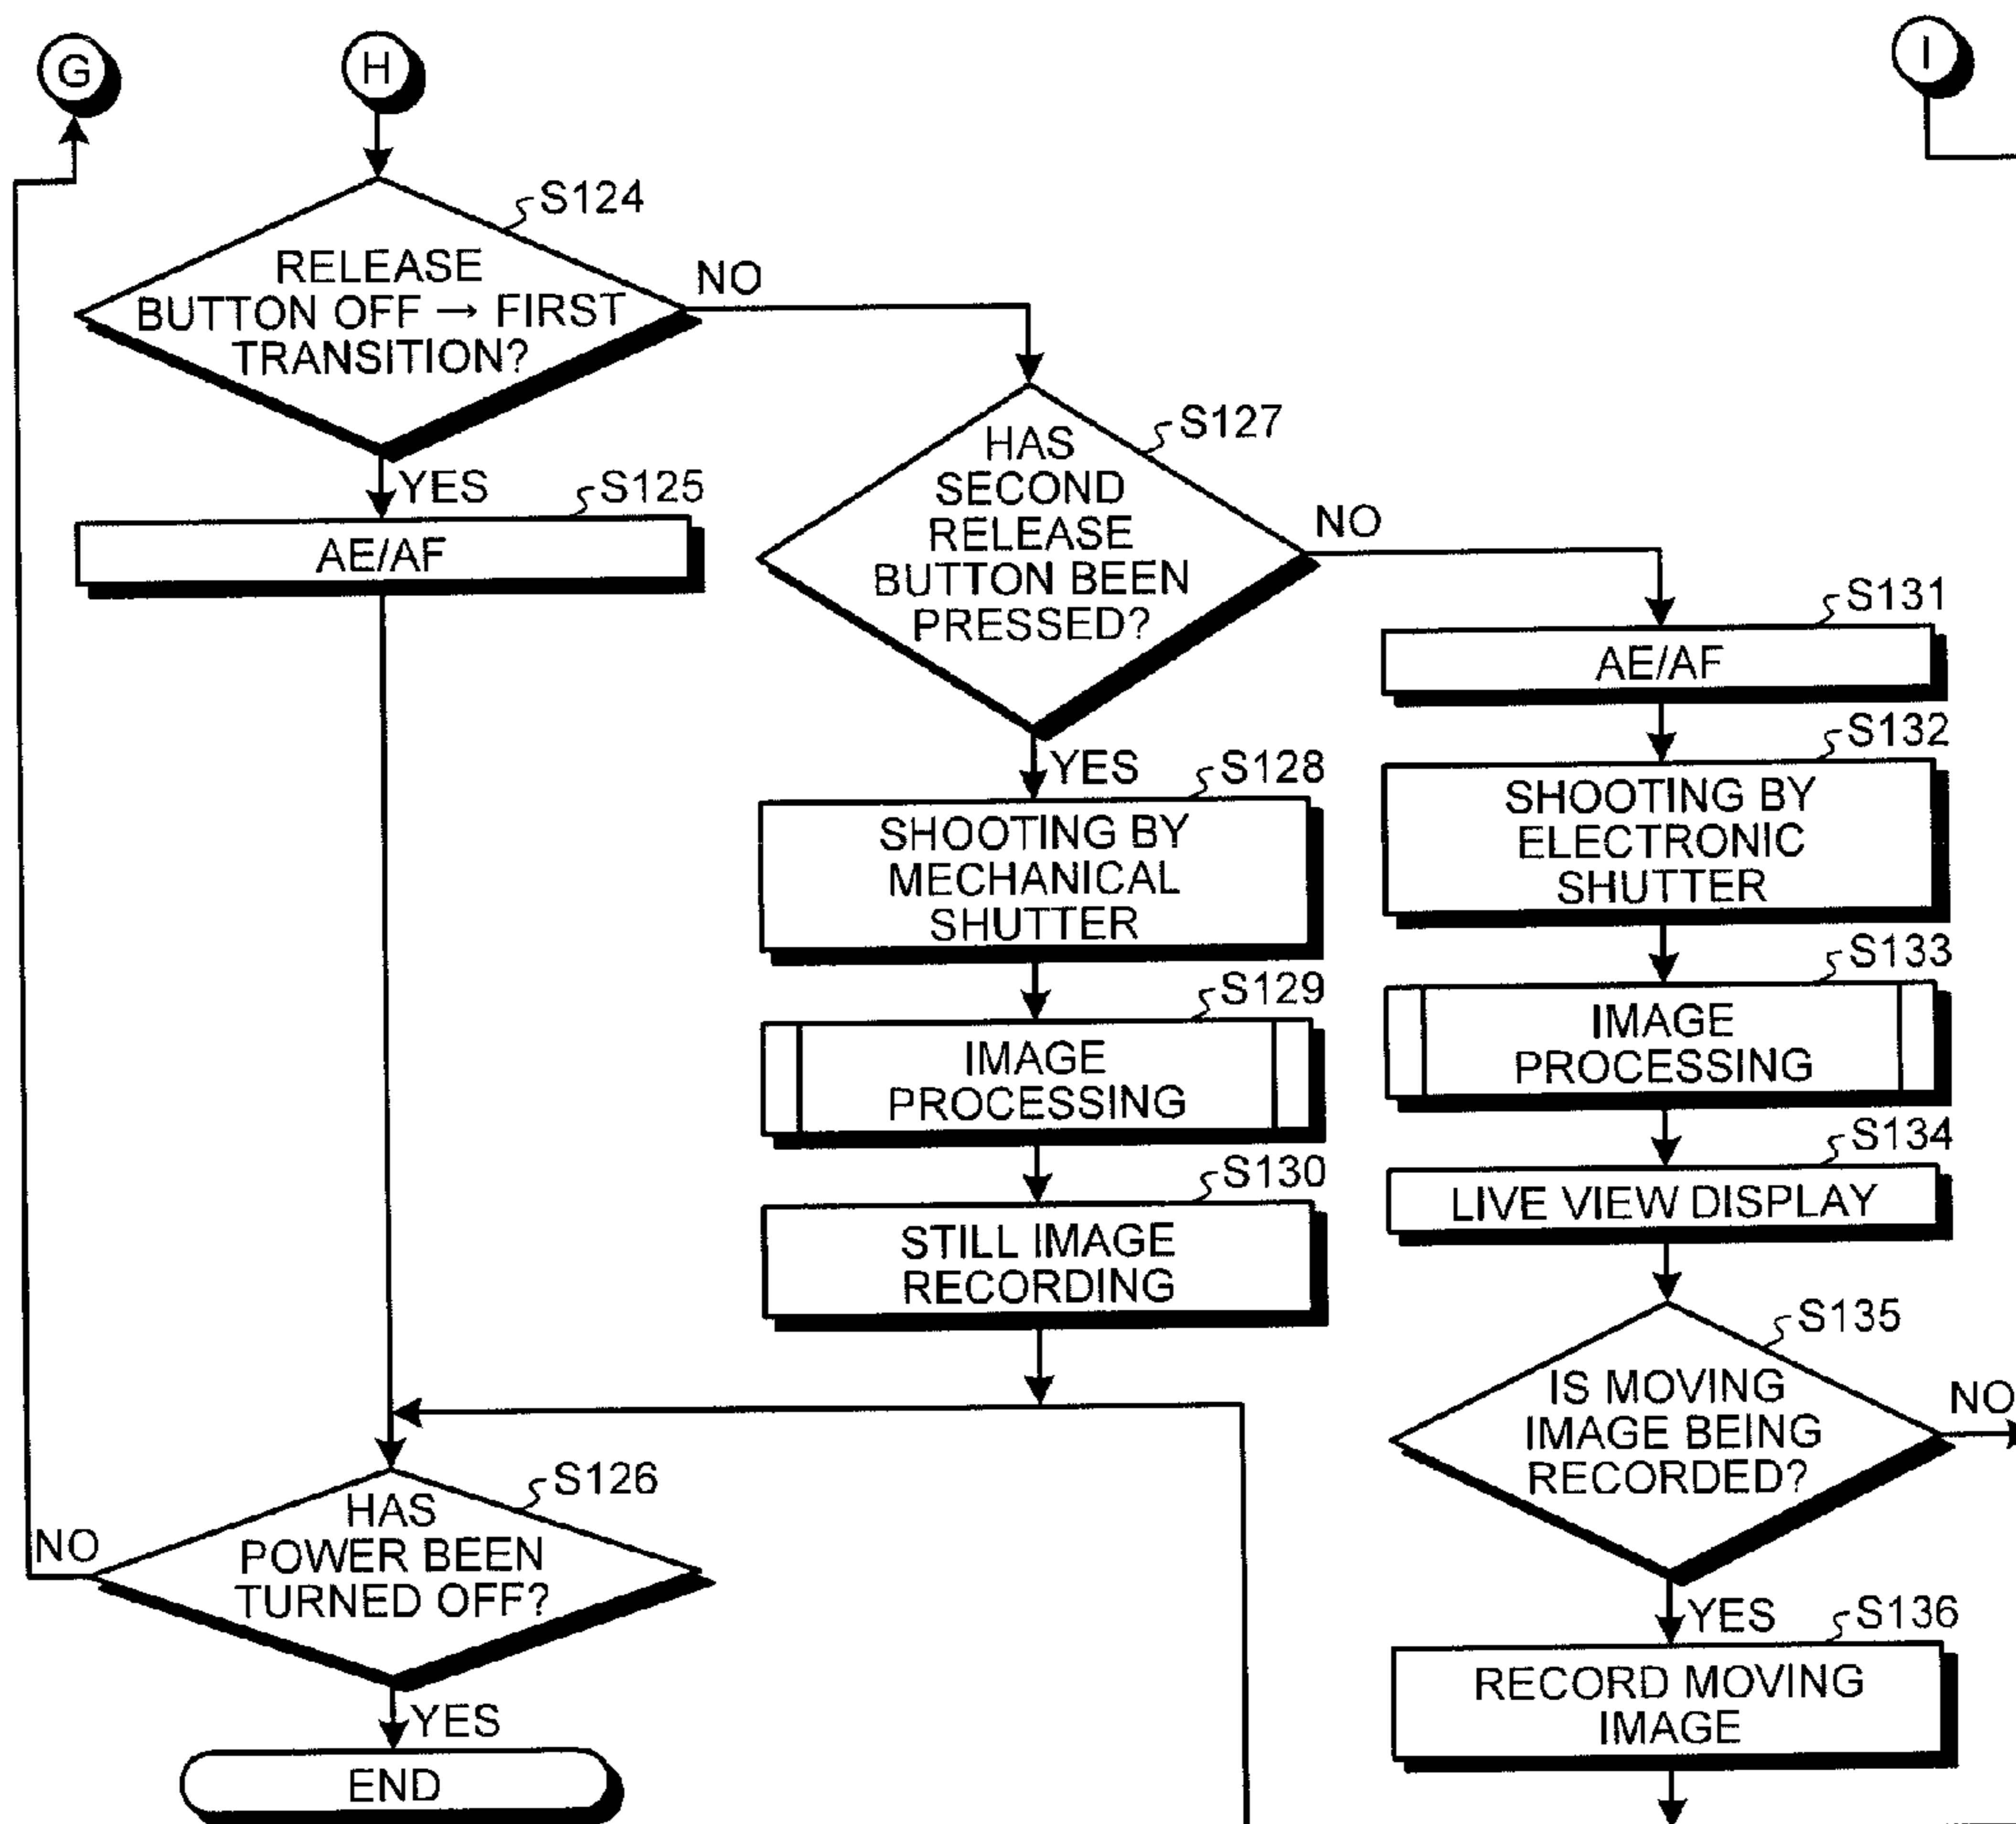 G
H
I
S124
RELEASE
BUTTON OFF → FIRST
TRANSITION?
NO
YES
S125
AE/AF
S127
HAS
SECOND
RELEASE
BUTTON BEEN
PRESSED?
NO
YES
S128
SHOOTING BY
MECHANICAL
SHUTTER
S129
IMAGE
PROCESSING
S130
STILL IMAGE
RECORDING
S131
AE/AF
S132
SHOOTING BY
ELECTRONIC
SHUTTER
S133
IMAGE
PROCESSING
S134
LIVE VIEW DISPLAY
S135
IS MOVING
IMAGE BEING
RECORDED?
NO
YES
S136
RECORD MOVING
IMAGE
S126
HAS
POWER BEEN
TURNED OFF?
NO
YES
END